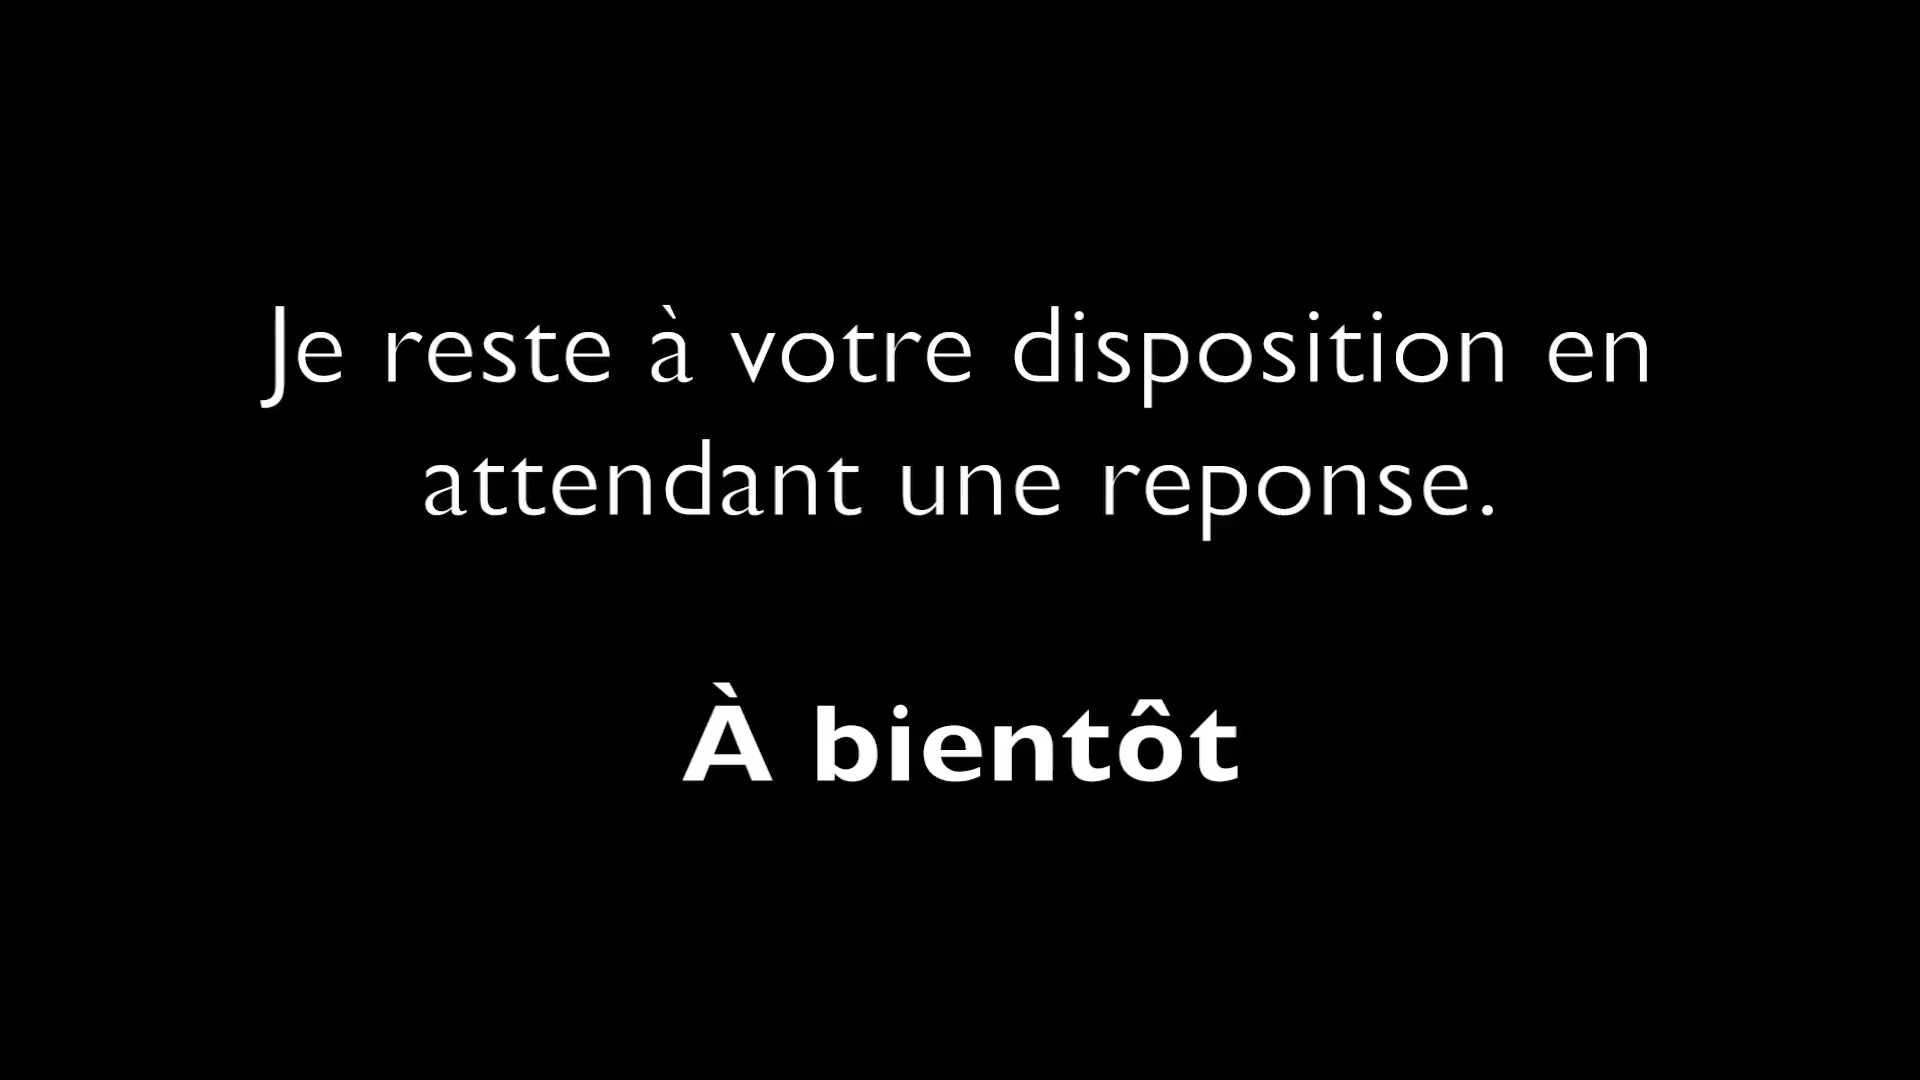 Je reste à votre disposition en
attendant une reponse.
À bientôt